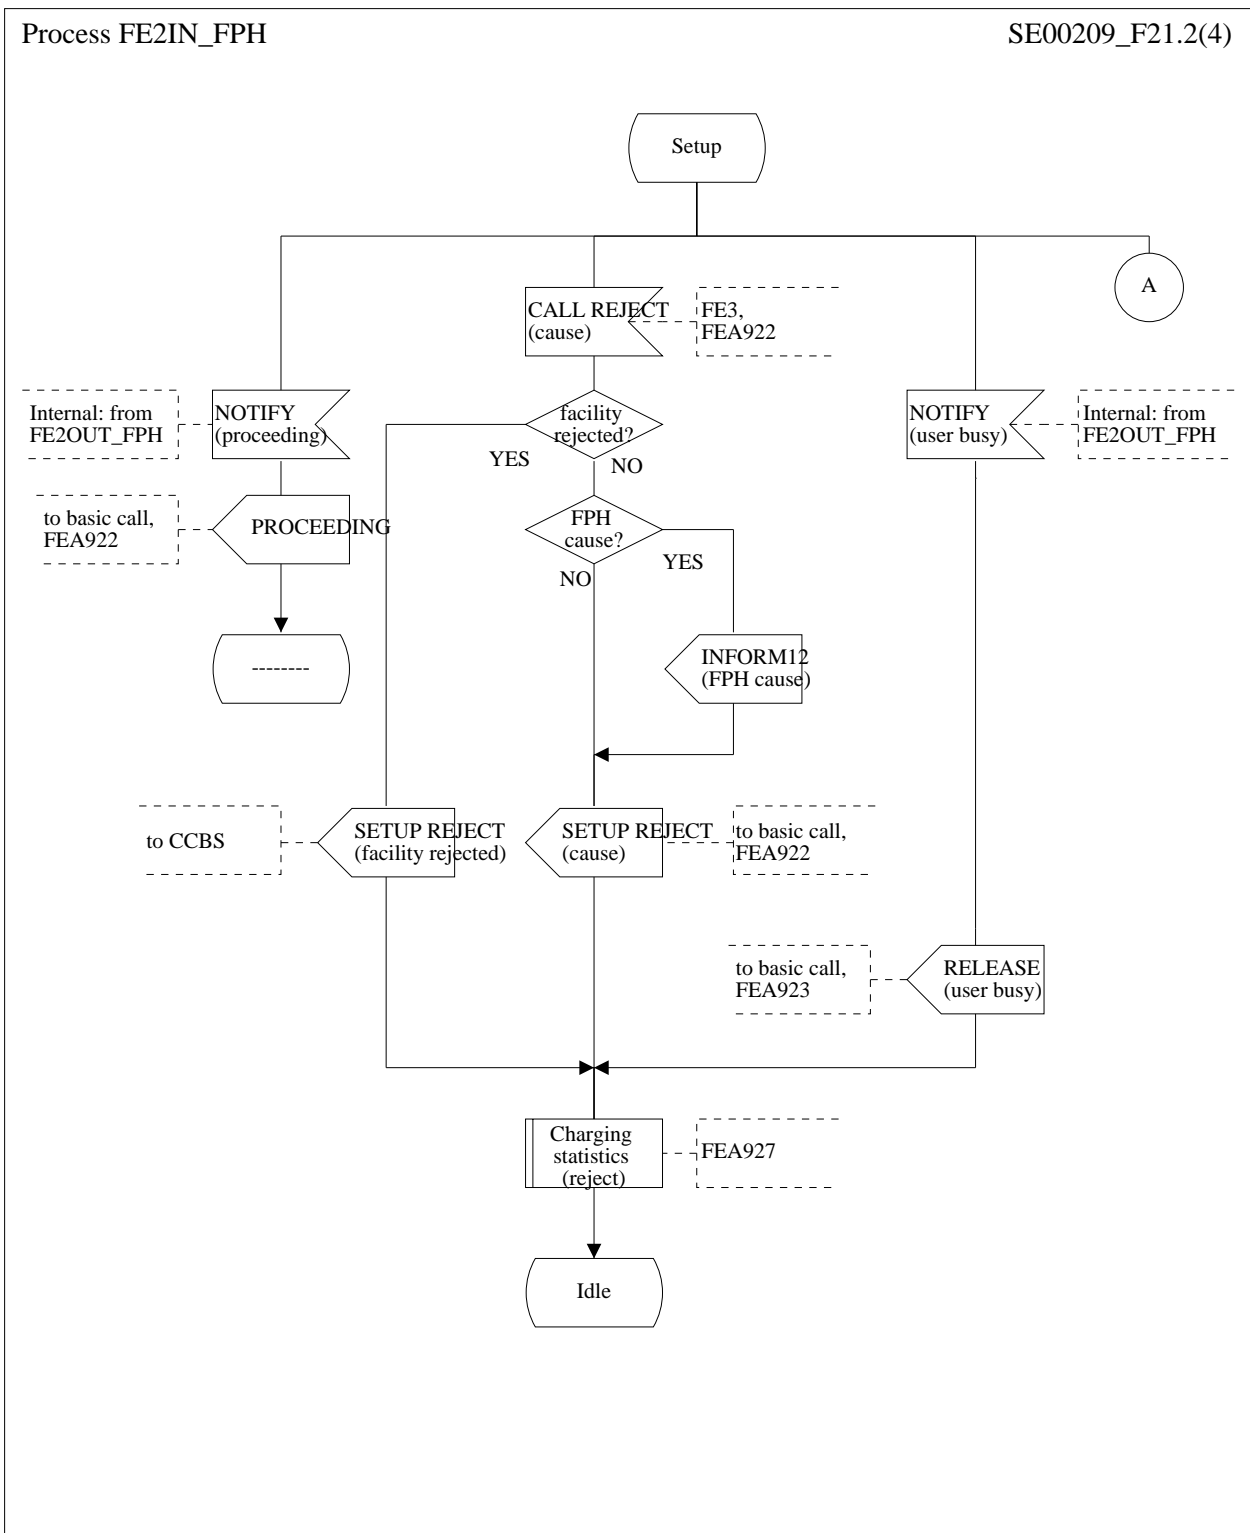 Process FE2IN_FPH
SE00209_F21.2(4)
Setup
A
CALL REJECT
(cause)
FE3,
FEA922
Internal: from
FE2OUT_FPH
NOTIFY
(proceeding)
facility
rejected?
YES
NO
NOTIFY
(user busy)
Internal: from
FE2OUT_FPH
to basic call,
FEA922
PROCEEDING
FPH
cause?
YES
NO
--------
INFORM12
(FPH cause)
to CCBS
SETUP REJECT
(facility rejected)
SETUP REJECT
(cause)
to basic call,
FEA922
to basic call,
FEA923
RELEASE
(user busy)
Charging
statistics
(reject)
FEA927
Idle